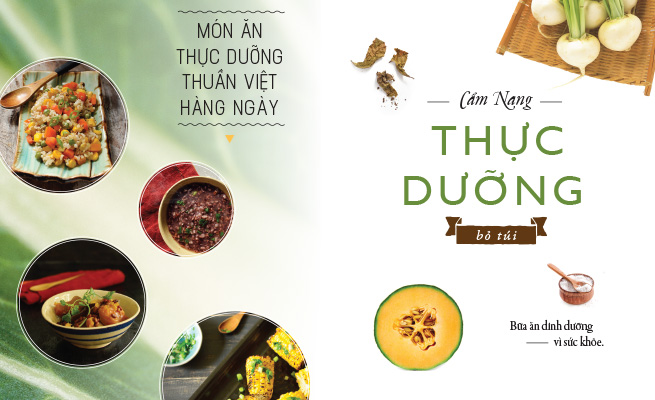 MÓN ĂN
THỰC DƯỠNG
THUẦN VIỆT
HÀNG NGÀY
Cẩm Nang
THỰC
DƯỠNG
bỏ túi
Bữa ăn dinh dưỡng
vì sức khỏe.